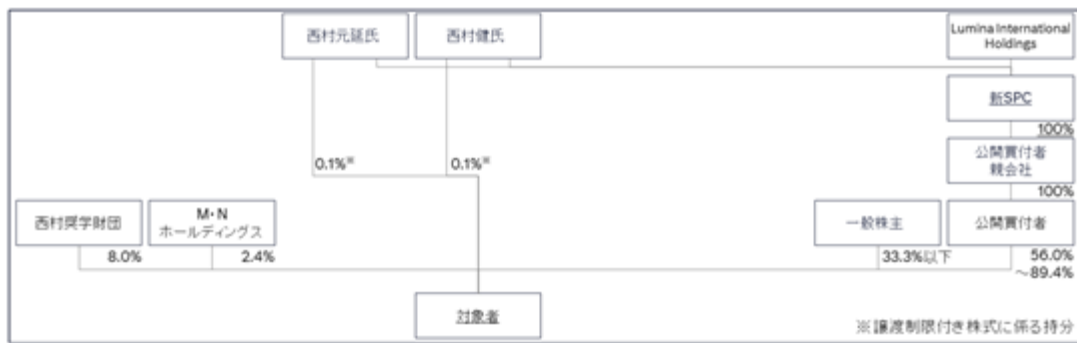 西村元延氏
西村健氏
Lumina International
Holdings
新SPC
100%
公開買付者
親会社
100%
0.1%※
0.1%※
西村奨学財団
M・N
ホールディングス
一般株主
公開買付者
8.0%
2.4%
33.3%以下
56.0%
～89.4%
対象者
※譲渡制限付き株式に係る持分